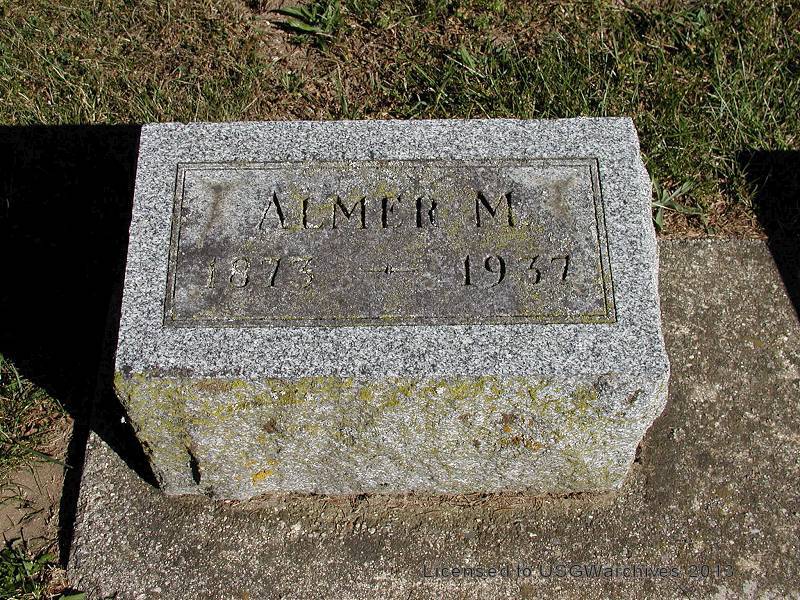 ALMER M.
1873 — 1937
Licensed to USGWarchives 2013